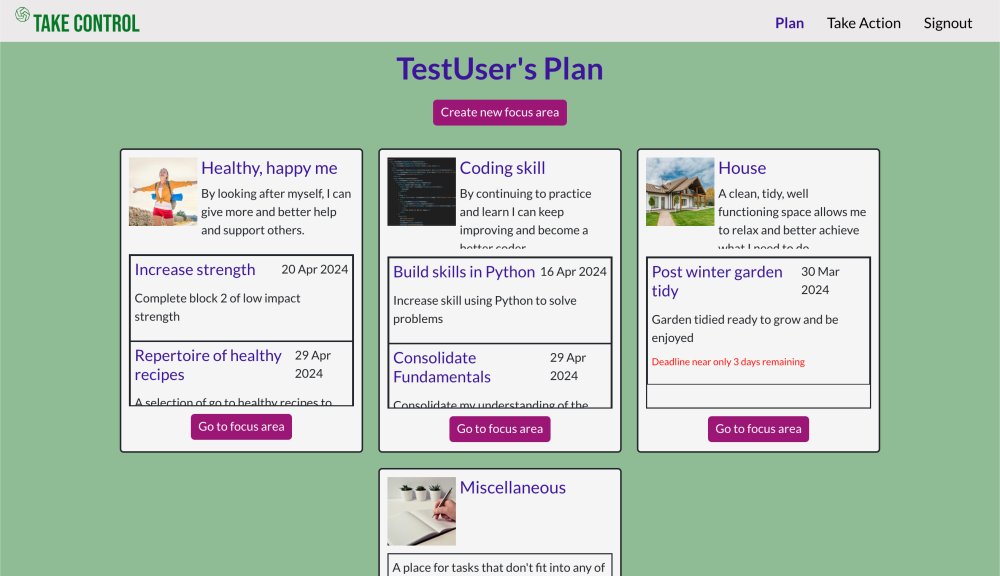 TAKE CONTROL
Plan Take Action Signout
TestUser's Plan
Create new focus area
Healthy, happy me
By looking after myself, I can
give more and better help
and support others.
Increase strength 20 Apr 2024
Complete block 2 of low impact
strength
Repertoire of healthy
recipes
29 Apr
2024
A selection of go to healthy recipes to
Go to focus area
Coding skill
By continuing to practice
and learn I can keep
improving and become a
better coder.
Build skills in Python 16 Apr 2024
Increase skill using Python to solve
problems
Consolidate
Fundamentals
29 Apr
2024
Consolidate my understanding of the
Go to focus area
House
A clean, tidy, well
functioning space allows me
to relax and better achieve
what I need to do
Post winter garden
tidy
30 Mar
2024
Garden tidied ready to grow and be
enjoyed
Deadline near only 3 days remaining
Go to focus area
Miscellaneous
A place for tasks that don't fit into any of